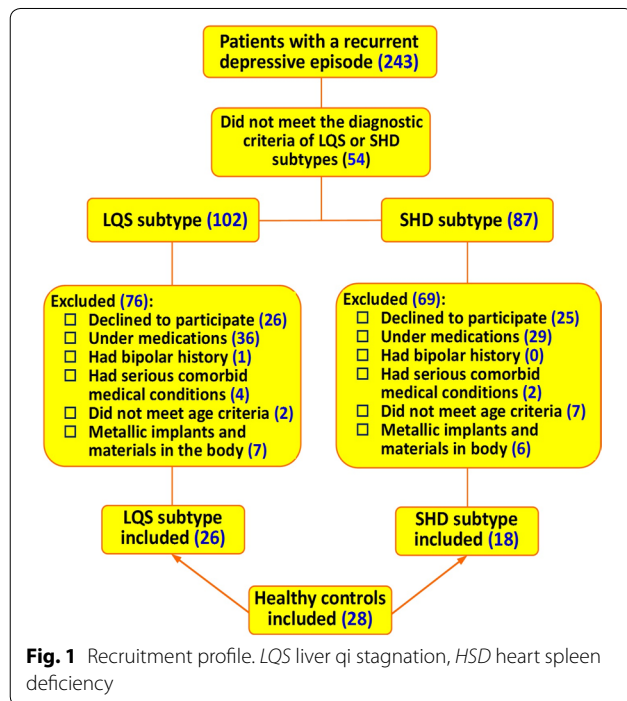 Patients with a recurrent
depressive episode (243)
Did not meet the diagnostic
criteria of LQS or SHD
subtypes (54)
LQS subtype (102)
SHD subtype (87)
Excluded (76):
☐ Declined to participate (26)
☐ Under medications (36)
☐ Had bipolar history (1)
☐ Had serious comorbid
medical conditions (4)
☐ Did not meet age criteria (2)
☐ Metallic implants and
materials in the body (7)
Excluded (69):
☐ Declined to participate (25)
☐ Under medications (29)
☐ Had bipolar history (0)
☐ Had serious comorbid
medical conditions (2)
☐ Did not meet age criteria (7)
☐ Metallic implants and
materials in body (6)
LQS subtype
included (26)
SHD subtype
included (18)
Healthy controls
included (28)
Fig. 1 Recruitment profile. LQS liver qi stagnation, HSD heart spleen
deficiency